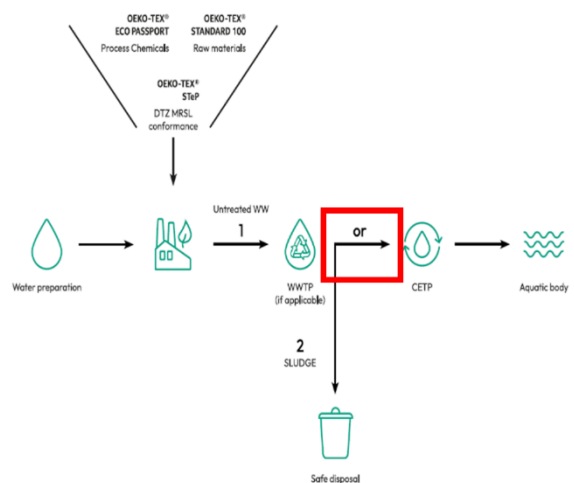 OEKO-TEX®
ECO PASSPORT
Process Chemicals
OEKO-TEX®
STANDARD 100
Raw materials
OEKO-TEX®
STeP
DTZ MRSL
conformance
Untreated WW
1
or
Water preparation
WWTP
(if applicable)
CETP
Aquatic body
2
SLUDGE
Safe disposal